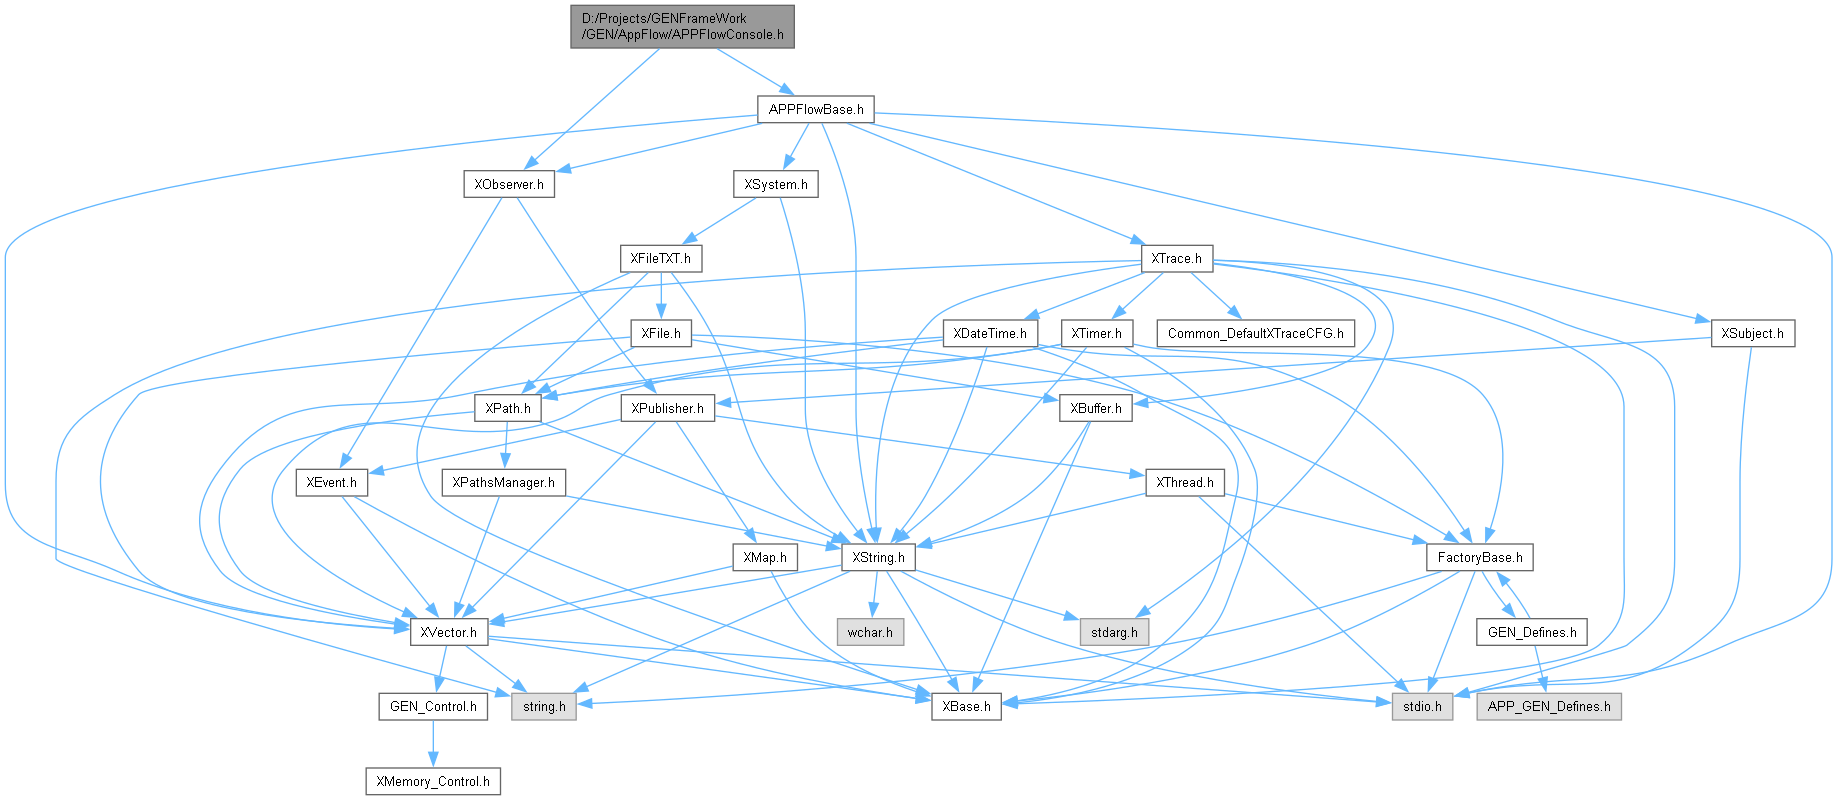 D:/Projects/GENFrameWork
/GEN/AppFlow/APPFlowConsole.h
APPFlowBase.h
XObserver.h
XSystem.h
XFileTXT.h
XTrace.h
XFile.h
XDateTime.h
XTimer.h
Common_DefaultXTraceCFG.h
XSubject.h
XPath.h
XPublisher.h
XBuffer.h
XEvent.h
XPathsManager.h
XThread.h
XMap.h
XString.h
FactoryBase.h
XVector.h
wchar.h
stdarg.h
GEN_Defines.h
GEN_Control.h
string.h
XBase.h
stdio.h
APP_GEN_Defines.h
XMemory_Control.h